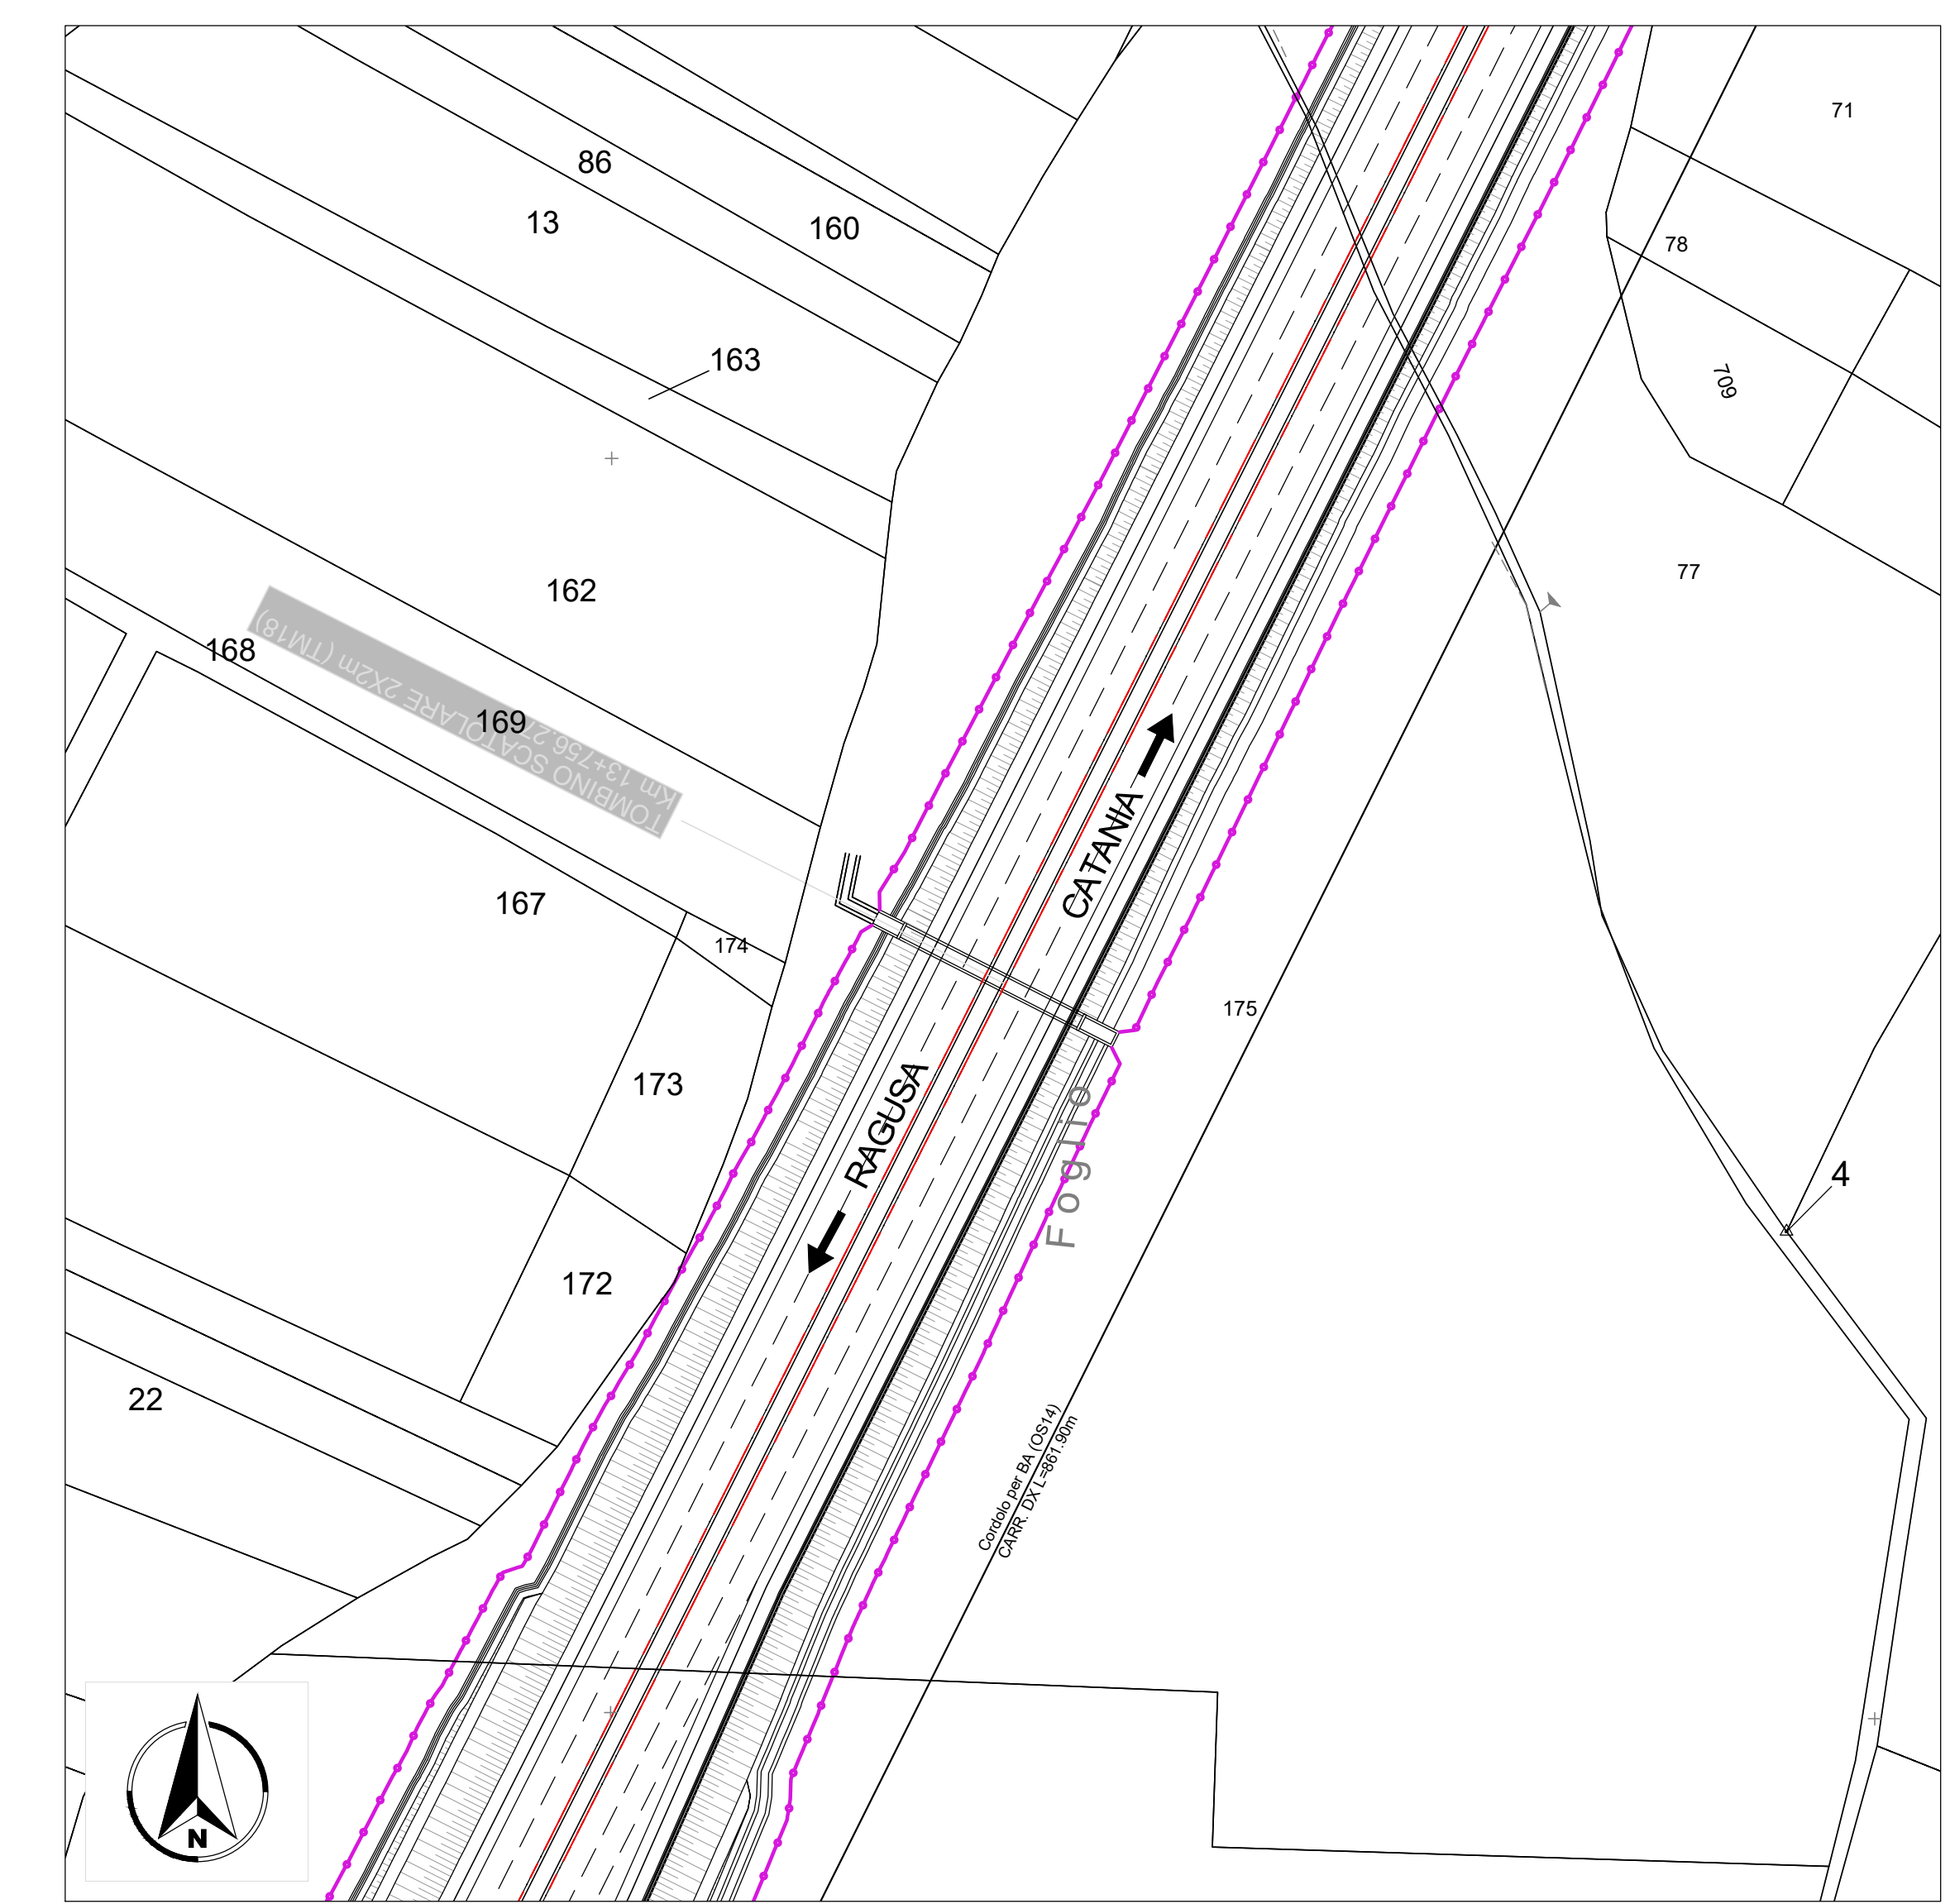 71
86
13
160
78
163
709
77
162
168
169
TOMBINO SCATOLARE 2X2m (TM18)
167
174
CATANIA
175
173
RAGUSA
Foglio
4
172
22
Cordolo per BA (OS14)
CARR. DX L=861.90m
N